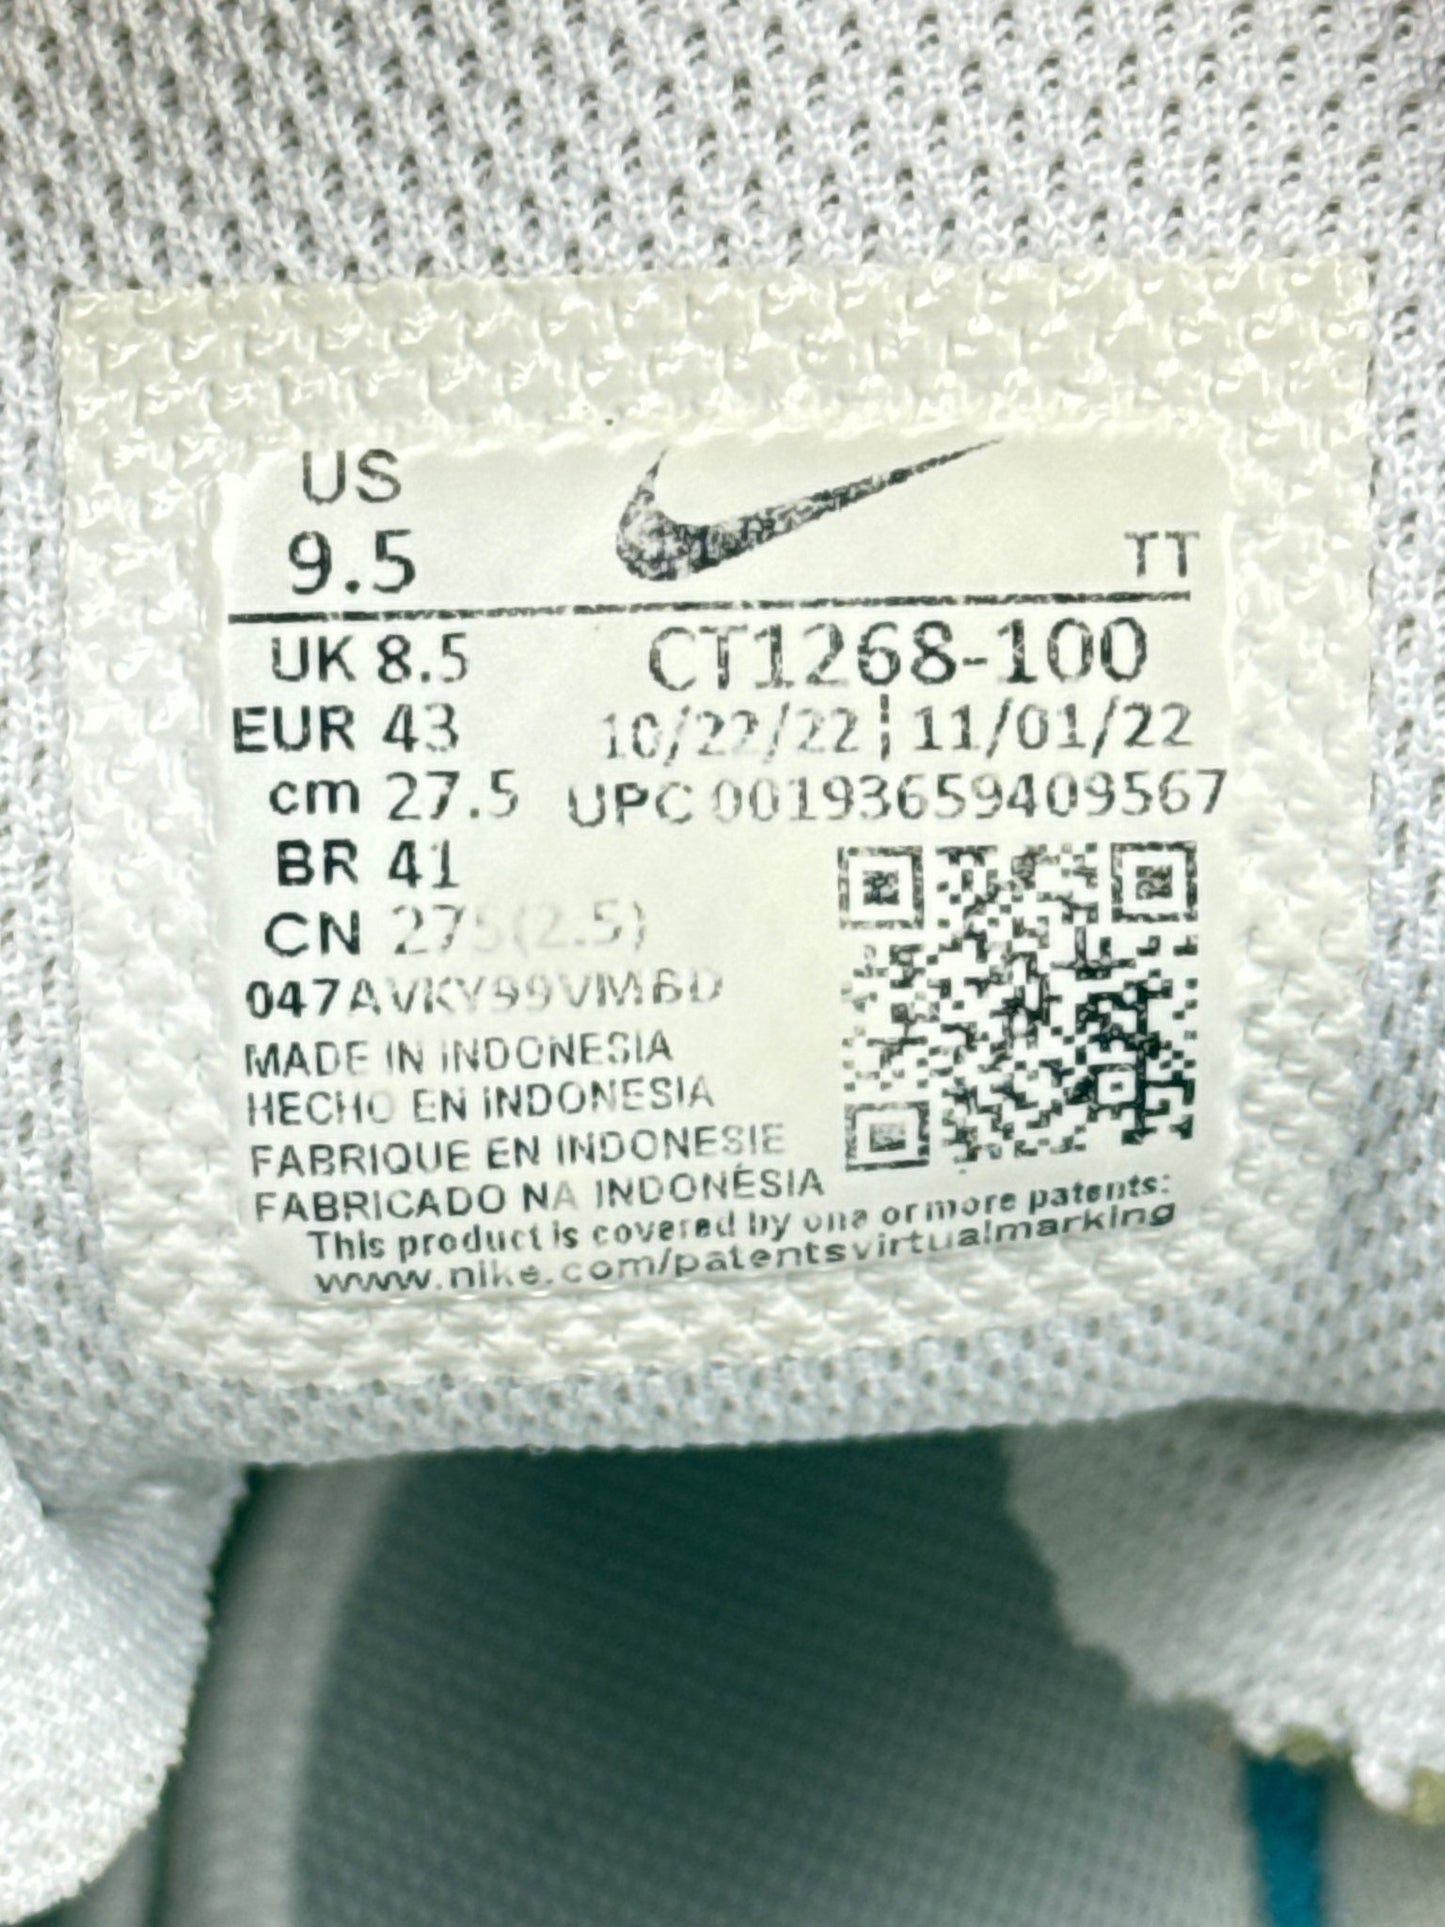 US
9.5
TT
UK 8.5
CT1268-100
EUR 43
10/22/22 | 11/01/22
cm 27.5
UPC 00193659409567
BR 41
CN 275(2.5)
047AVKY99VM6D
MADE IN INDONESIA
HECHO EN INDONESIA
FABRIQUE EN INDONESIE
FABRICADO NA INDONÉSIA
This product is covered by one or more patents:
www.nike.com/patentsvirtualmarking